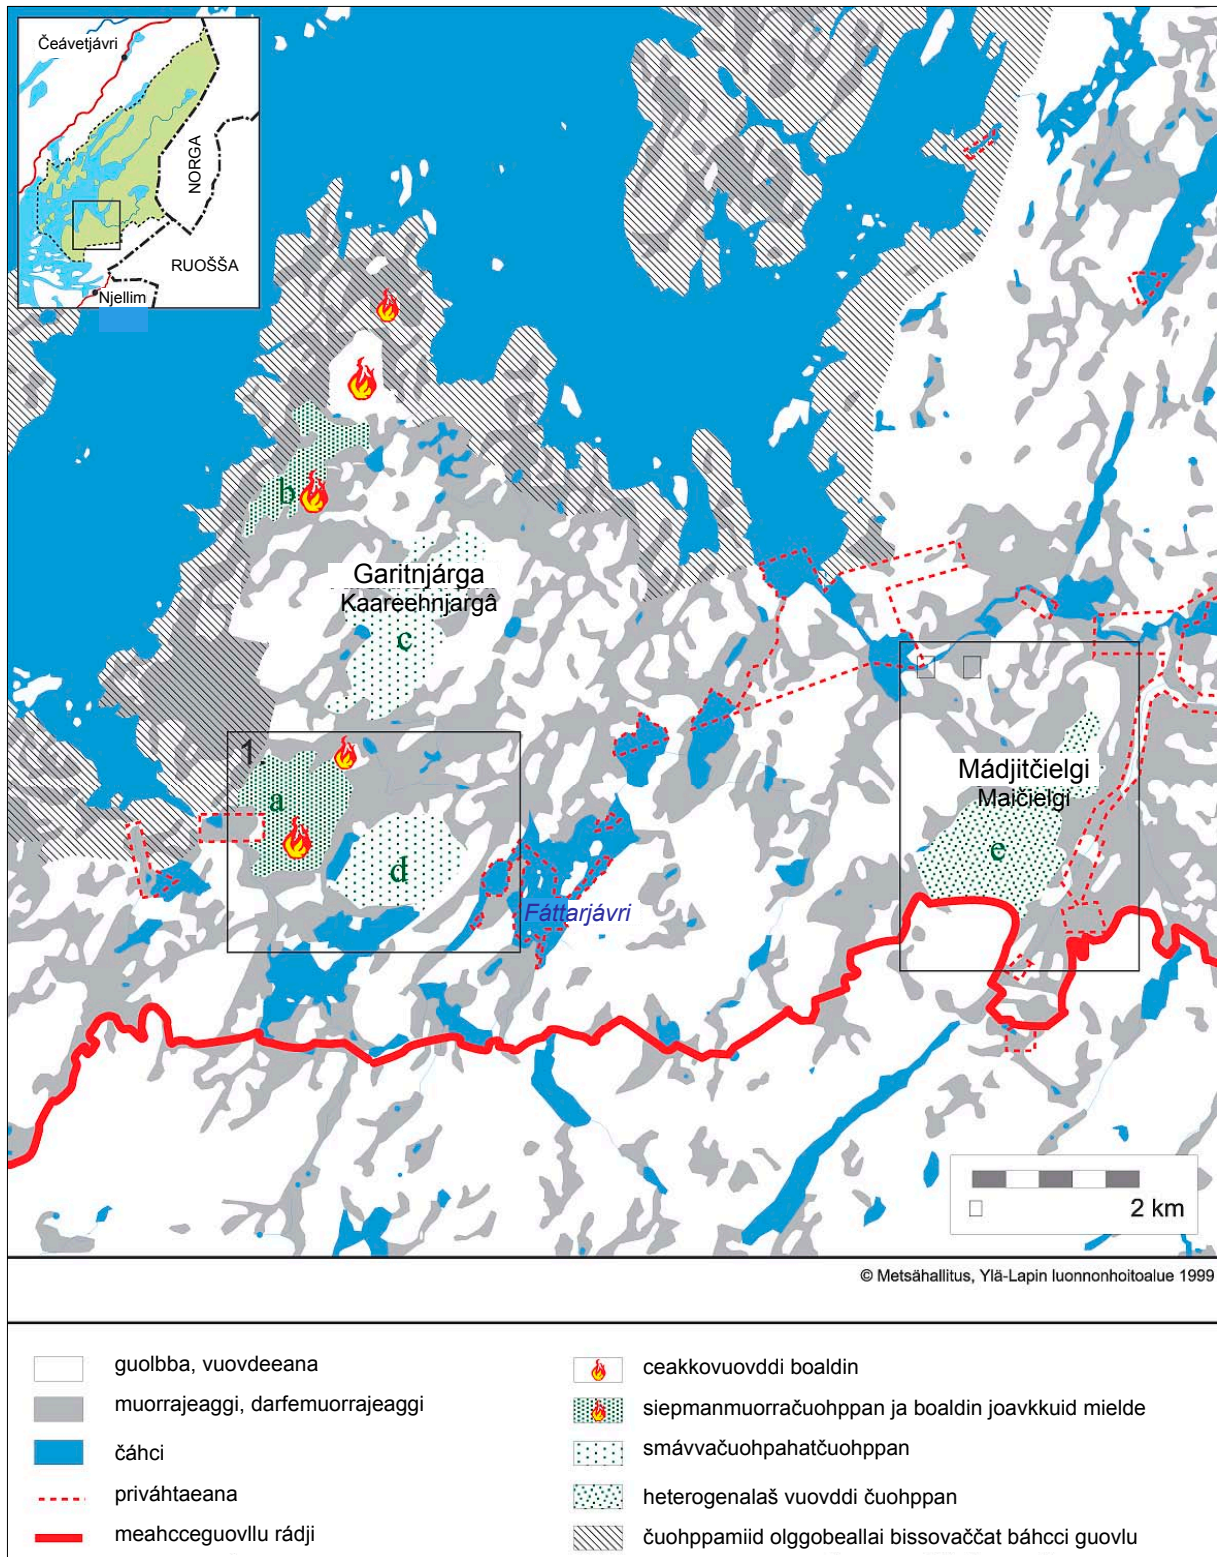 Čeávetjávri
NORGA
RUOŠŠA
Njellim
b
Garitnjárga
Kaareehnjargâ
c
1
a
d
Fáttarjávri
Mádjitčielgi
Maičielgi
e
2 km
© Metsähallitus, Ylä-Lapin luonnonhoitoalue 1999
guolbba, vuovdeeana
muorrajeaggi, darfemuorrajeaggi
čáhci
priváhtaeana
meahcceguovllu rádji
ceakkovuovddi boaldin
siepmanmuorračuohppan ja boaldin joavkkuid mielde
smávvačuohpahatčuohppan
heterogenalaš vuovddi čuohppan
čuohppamiid olggobeallai bissovaččat báhcci guovlu